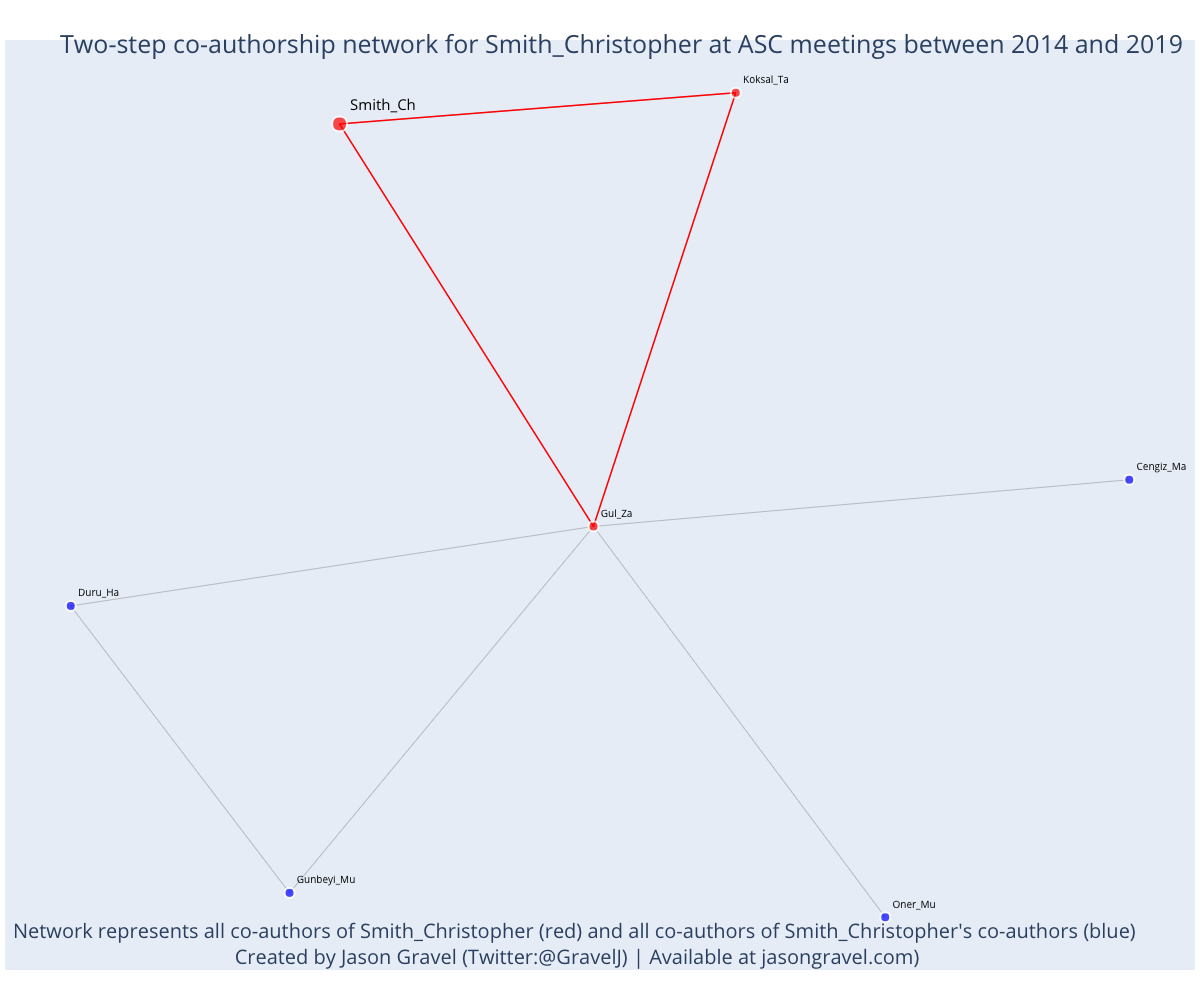 Two-step co-authorship network for Smith_Christopher at ASC meetings between 2014 and 2019
Koksal_Ta
Smith_Ch
Cengiz_Ma
Gul_Za
Duru_Ha
Gunbeyi_Mu
Oner_Mu
Network represents all co-authors of Smith_Christopher (red) and all co-authors of Smith_Christopher's co-authors (blue)
Created by Jason Gravel (Twitter:@GravelJ) | Available at jasongravel.com)